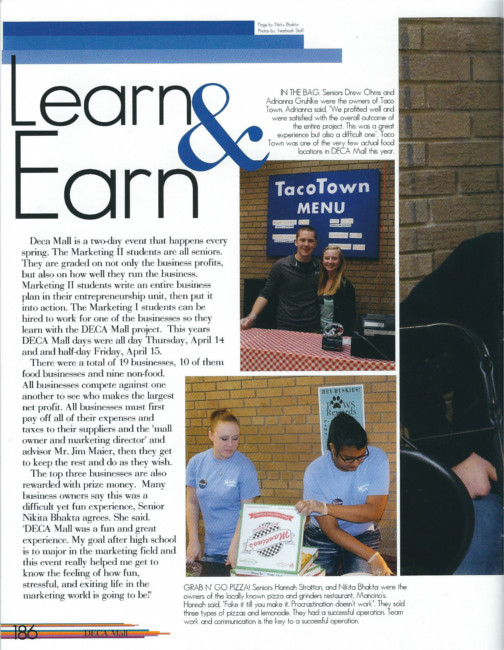 Page by: Nicky Bhakta
Photos by: Yearbook Staff
Learn
&
Earn
IN THE BAG. Seniors Drew Ohms and
Adrianna Gruhlke were the owners of Taco
Town, Adrianna said, "We profited well and
were satisfied with the overall outcome of
the entire project. This was a great
experience but also a difficult one". Taco
Town was one of the very few actual food
locations in DECA Mall this year.
TacoTown
MENU
Deca Mall is a two-day event that happens every
spring. The Marketing II students are all seniors.
They are graded on not only the business profits,
but also on how well they run the business.
Marketing II students write an entire business
plan in their entrepreneurship unit, then put it
into action. The Marketing I students can be
hired to work for one of the businesses so they
learn with the DECA Mall project. This years
DECA Mall days were all day Thursday, April 14
and and half-day Friday, April 15.
There were a total of 19 businesses, 10 of them
food businesses and nine non-food.
All businesses compete against one
another to see who makes the largest
net profit. All businesses must first
pay off all of their expenses and
taxes to their suppliers and the 'mall
owner and marketing director' and
advisor Mr. Jim Maier, then they get
to keep the rest and do as they wish.
The top three businesses are also
rewarded with prize money. Many
business owners say this was a
difficult yet fun experience, Senior
Nikita Bhakta agrees. She said,
"DECA Mall was a fun and great
experience. My goal after high school
is to major in the marketing field and
this event really helped me get to
know the feeling of how fun,
stressful, and exiting life in the
marketing world is going to be!"
HEY HUSKIES!
PAWS
Rewards
GRAB N' GO PIZZA! Seniors Hannah Stratton, and Nikita Bhakta were the
owners of the locally known pizza and grinders restaurant, Mancino's.
Hannah said, "Fake it till you make it. Procrastination doesn't work". They sold
three types of pizzas and lemonade. They had a successful operation. Team
work and communication is the key to a successful operation.
186
DECA Mall